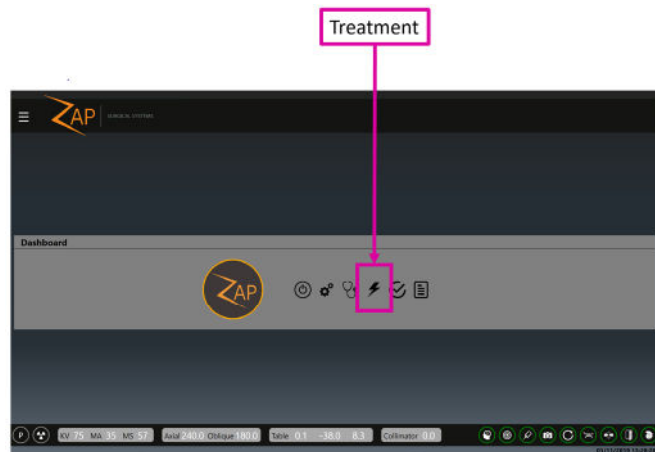 Treatment
ZAP
SURGICAL SYSTEMS
Dashboard
ZAP
P
KV 75 MA 35 MS 57
Axial 240.0 Oblique 180.0
Table 0.1 -38.0 8.3
Collimator 0.0